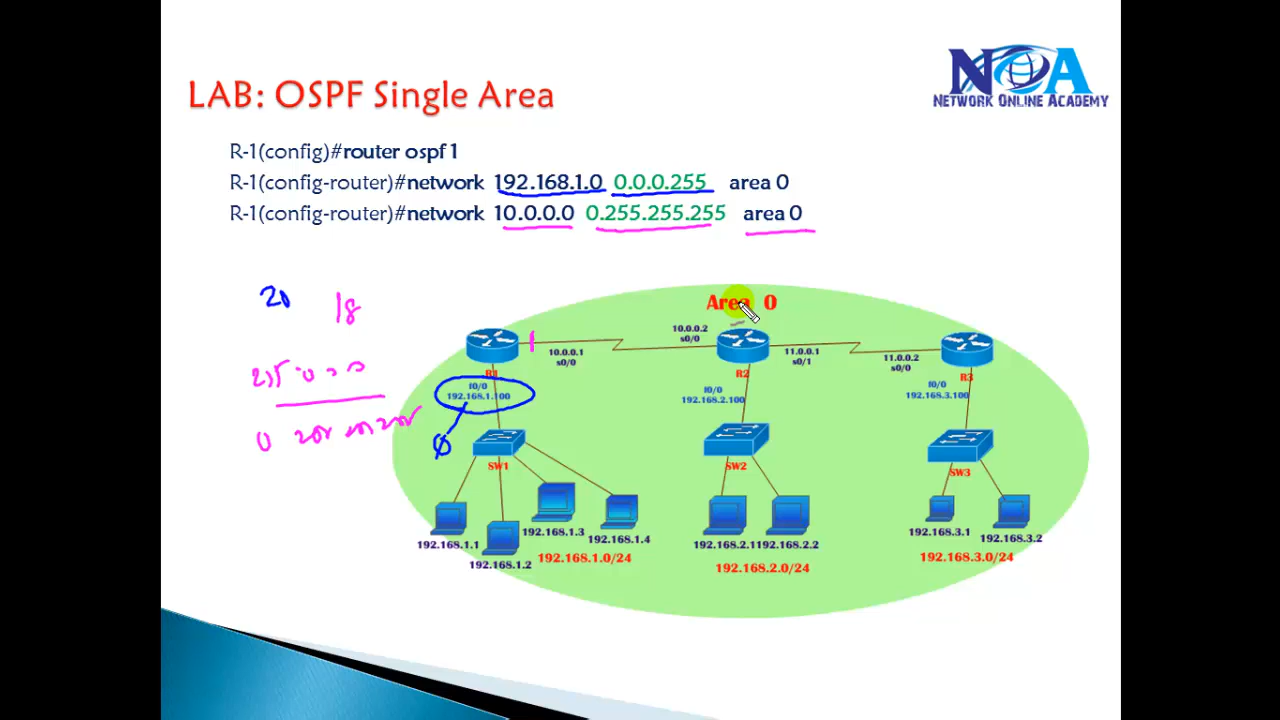 NOA
NETWORK ONLINE ACADEMY
LAB: OSPF Single Area
R-1(config)#router ospf 1
R-1(config-router)#network 192.168.1.0 0.0.0.255 area 0
R-1(config-router)#network 10.0.0.0 0.255.255.255 area 0
Area 0
10.0.0.1
s0/0
10.0.0.2
s0/0
11.0.0.1
s0/1
11.0.0.2
s0/0
R1
R2
R3
f0/0
192.168.1.100
f0/0
192.168.2.100
f0/0
192.168.3.100
SW1
SW2
SW3
192.168.1.1
192.168.1.2
192.168.1.3
192.168.1.4
192.168.1.0/24
192.168.2.1
192.168.2.2
192.168.2.0/24
192.168.3.1
192.168.3.2
192.168.3.0/24